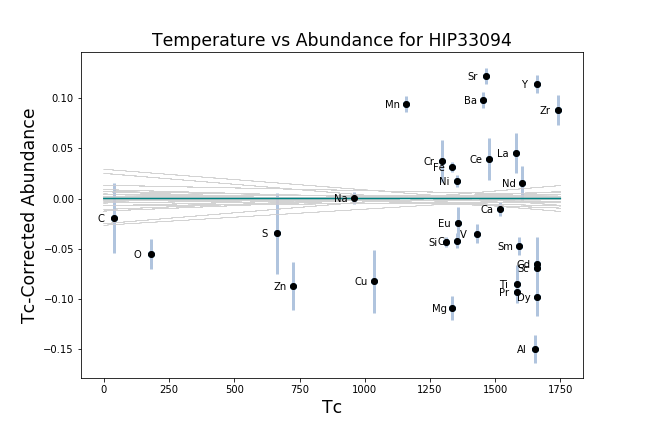 Temperature vs Abundance for HIP33094
Tc-Corrected Abundance
0.10
0.05
0.00
−0.05
−0.10
−0.15
Sr
Y
Ba
Mn
Zr
La
Cr
Ce
Fe
Ni
Nd
Na
Ca
C
Eu
S
V
Si
Co
Sm
O
Gd
Sc
Cu
Ti
Zn
Pr
Dy
Mg
Al
0
250
500
750
1000
1250
1500
1750
Tc